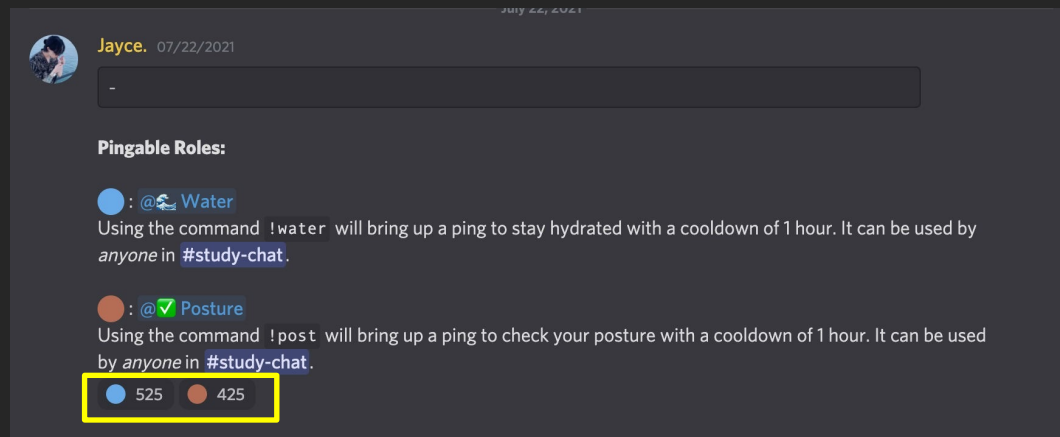 July 22, 2021
Jayce. 07/22/2021
-
Pingable Roles:
: @🌊 Water
Using the command !water will bring up a ping to stay hydrated with a cooldown of 1 hour. It can be used by
anyone in #study-chat.
: @✅ Posture
Using the command !post will bring up a ping to check your posture with a cooldown of 1 hour. It can be used
by anyone in #study-chat.
525 425